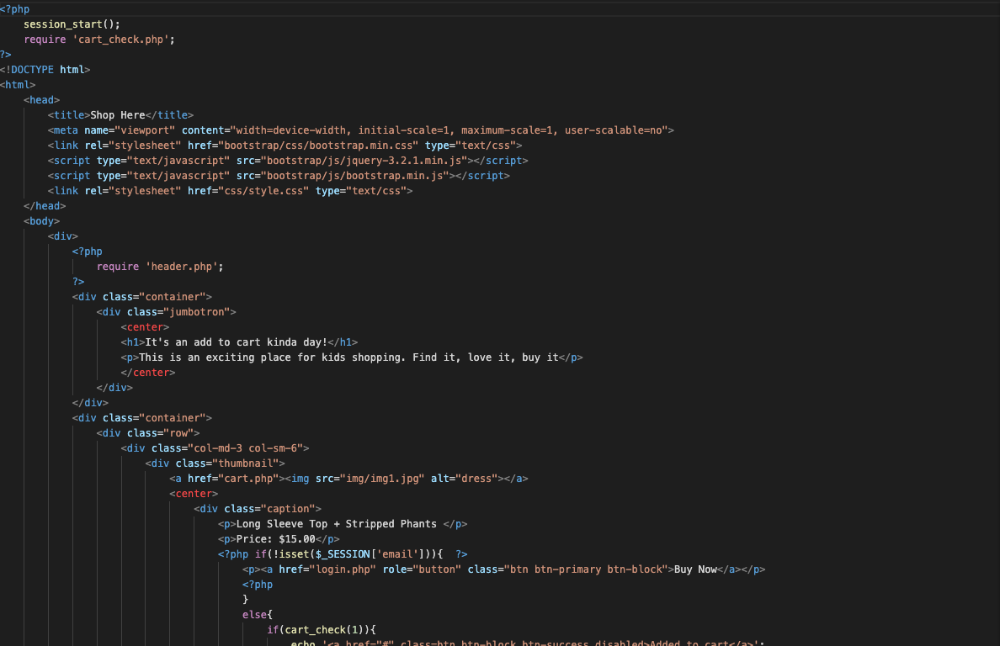 <?php
session_start();
require 'cart_check.php';
?>
<!DOCTYPE html>
<html>
<head>
<title>Shop Here</title>
<meta name="viewport" content="width=device-width, initial-scale=1, maximum-scale=1, user-scalable=no">
<link rel="stylesheet" href="bootstrap/css/bootstrap.min.css" type="text/css">
<script type="text/javascript" src="bootstrap/js/jquery-3.2.1.min.js"></script>
<script type="text/javascript" src="bootstrap/js/bootstrap.min.js"></script>
<link rel="stylesheet" href="css/style.css" type="text/css">
</head>
<body>
<div>
<?php
require 'header.php';
?>
<div class="container">
<div class="jumbotron">
<center>
<h1>It's an add to cart kinda day!</h1>
<p>This is an exciting place for kids shopping. Find it, love it, buy it</p>
</center>
</div>
</div>
<div class="container">
<div class="row">
<div class="col-md-3 col-sm-6">
<div class="thumbnail">
<a href="cart.php"><img src="img/img1.jpg" alt="dress"></a>
<center>
<div class="caption">
<p>Long Sleeve Top + Stripped Phants </p>
<p>Price: $15.00</p>
<?php if(!isset($_SESSION['email'])){  ?>
<p><a href="login.php" role="button" class="btn btn-primary btn-block">Buy Now</a></p>
<?php
}
else{
if(cart_check(1)){
echo '<a href="#" class=btn btn-block btn-success disabled>Added to cart</a>';